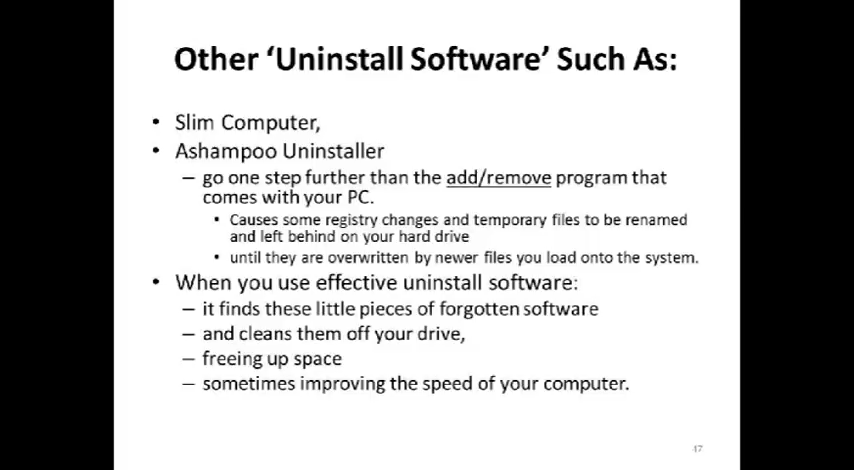 Other ‘Uninstall Software’ Such As:
• Slim Computer,
• Ashampoo Uninstaller
– go one step further than the add/remove program that
comes with your PC.
• Causes some registry changes and temporary files to be renamed
and left behind on your hard drive
• until they are overwritten by newer files you load onto the system.
• When you use effective uninstall software:
– it finds these little pieces of forgotten software
– and cleans them off your drive,
– freeing up space
– sometimes improving the speed of your computer.
47